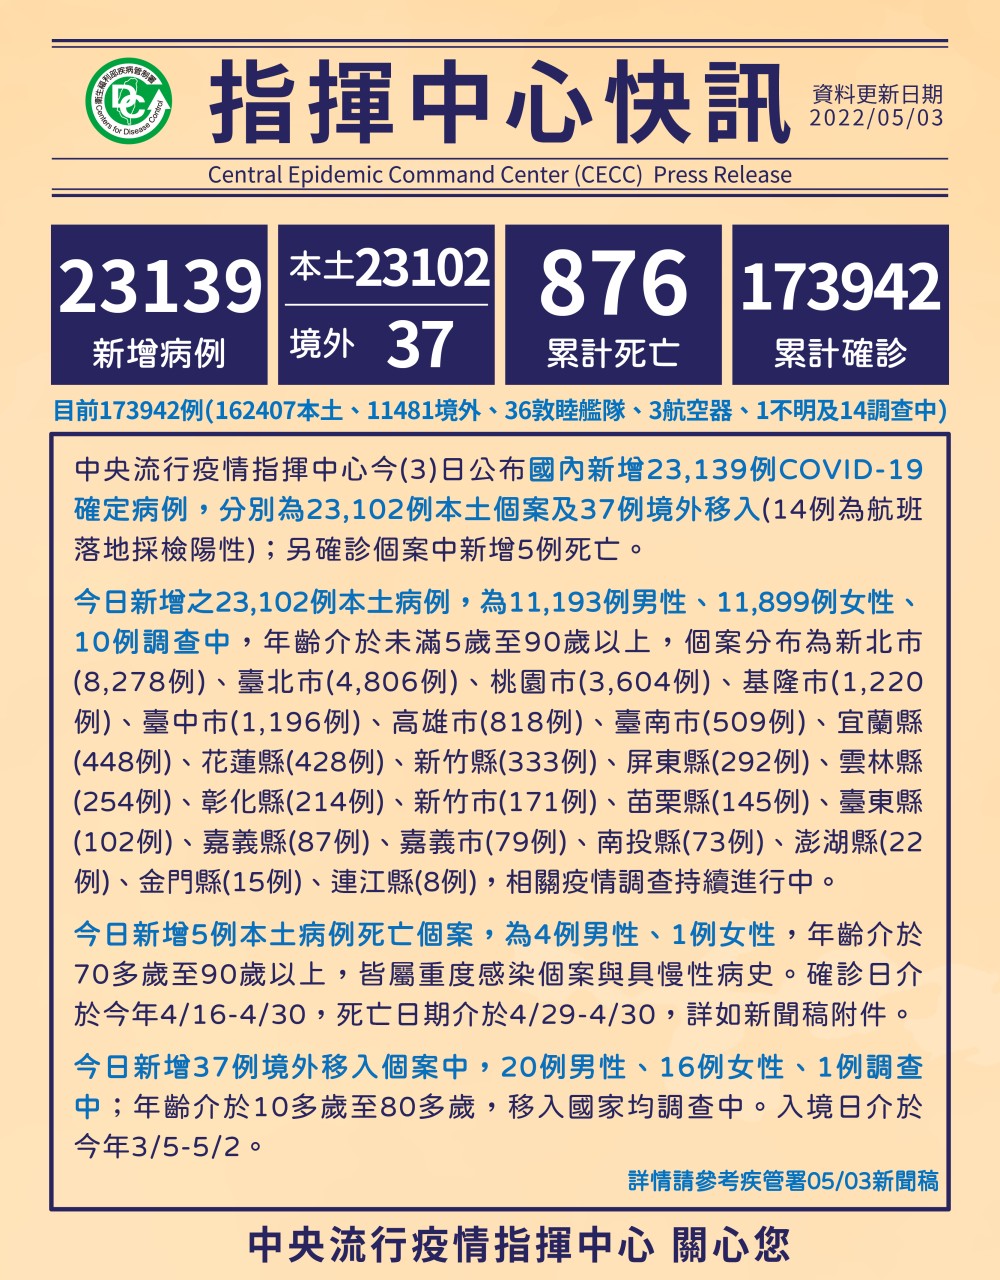 衛生福利部疾病管制署
CDC
Centers for Disease Control
指揮中心快訊
資料更新日期
2022/05/03
Central Epidemic Command Center (CECC) Press Release
23139
新增病例
本土23102
境外 37
876
累計死亡
173942
累計確診
目前173942例(162407本土、11481境外、36敦睦艦隊、3航空器、1不明及14調查中)
中央流行疫情指揮中心今(3)日公布國內新增23,139例COVID-19
確定病例，分別為23,102例本土個案及37例境外移入(14例為航班
落地採檢陽性)；另確診個案中新增5例死亡。
今日新增之23,102例本土病例，為11,193例男性、11,899例女性、
10例調查中，年齡介於未滿5歲至90歲以上，個案分布為新北市
(8,278例)、臺北市(4,806例)、桃園市(3,604例)、基隆市(1,220
例)、臺中市(1,196例)、高雄市(818例)、臺南市(509例)、宜蘭縣
(448例)、花蓮縣(428例)、新竹縣(333例)、屏東縣(292例)、雲林縣
(254例)、彰化縣(214例)、新竹市(171例)、苗栗縣(145例)、臺東縣
(102例)、嘉義縣(87例)、嘉義市(79例)、南投縣(73例)、澎湖縣(22
例)、金門縣(15例)、連江縣(8例)，相關疫情調查持續進行中。
今日新增5例本土病例死亡個案，為4例男性、1例女性，年齡介於
70多歲至90歲以上，皆屬重度感染個案與具慢性病史。確診日介
於今年4/16-4/30，死亡日期介於4/29-4/30，詳如新聞稿附件。
今日新增37例境外移入個案中，20例男性、16例女性、1例調查
中；年齡介於10多歲至80多歲，移入國家均調查中。入境日介於
今年3/5-5/2。
詳情請參考疾管署05/03新聞稿
中央流行疫情指揮中心 關心您